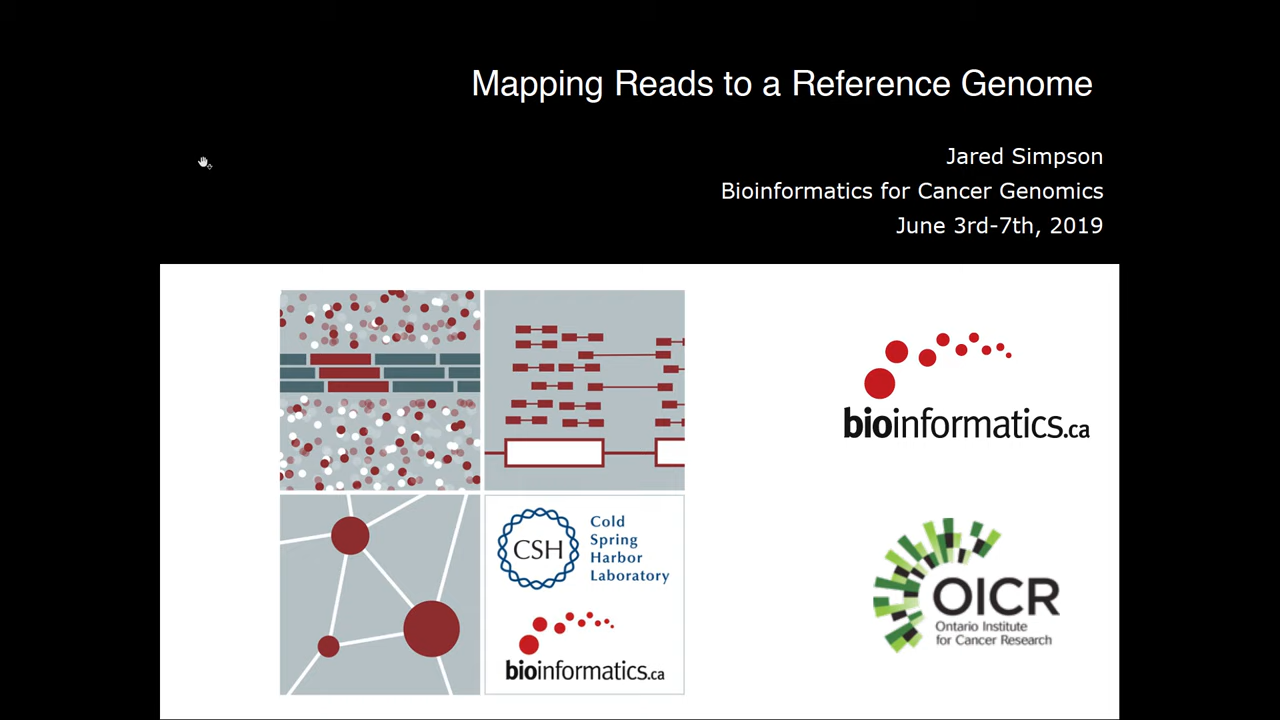 Mapping Reads to a Reference Genome
Jared Simpson
Bioinformatics for Cancer Genomics
June 3rd-7th, 2019
bioinformatics.ca
CSH
Cold
Spring
Harbor
Laboratory
bioinformatics.ca
OICR
Ontario Institute
for Cancer Research